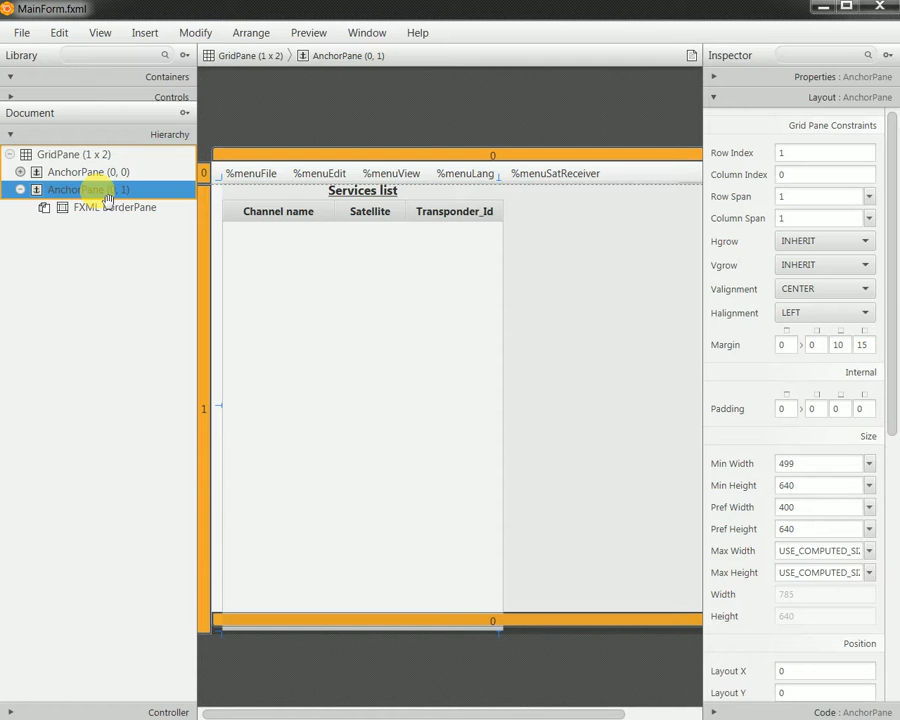 MainForm.fxml
File Edit View Insert Modify Arrange Preview Window Help
Library
GridPane (1 x 2) AnchorPane (0, 1)
Inspector
Containers
Controls
Document
Hierarchy
GridPane (1 x 2)
AnchorPane (0, 0)
AnchorPane (0, 1)
FXML BorderPane
Controller
0
0 %menuFile %menuEdit %menuView %menuLang %menuSatReceiver
Services list
Channel name Satellite Transponder_Id
1
0
Properties : AnchorPane
Layout : AnchorPane
Grid Pane Constraints
Row Index 1
Column Index 0
Row Span 1
Column Span 1
Hgrow INHERIT
Vgrow INHERIT
Valignment CENTER
Halignment LEFT
Margin 0 0 10 15
Internal
Padding 0 0 0 0
Size
Min Width 499
Min Height 640
Pref Width 400
Pref Height 640
Max Width USE_COMPUTED_SI
Max Height USE_COMPUTED_SI
Width 785
Height 640
Position
Layout X 0
Layout Y 0
Code : AnchorPane